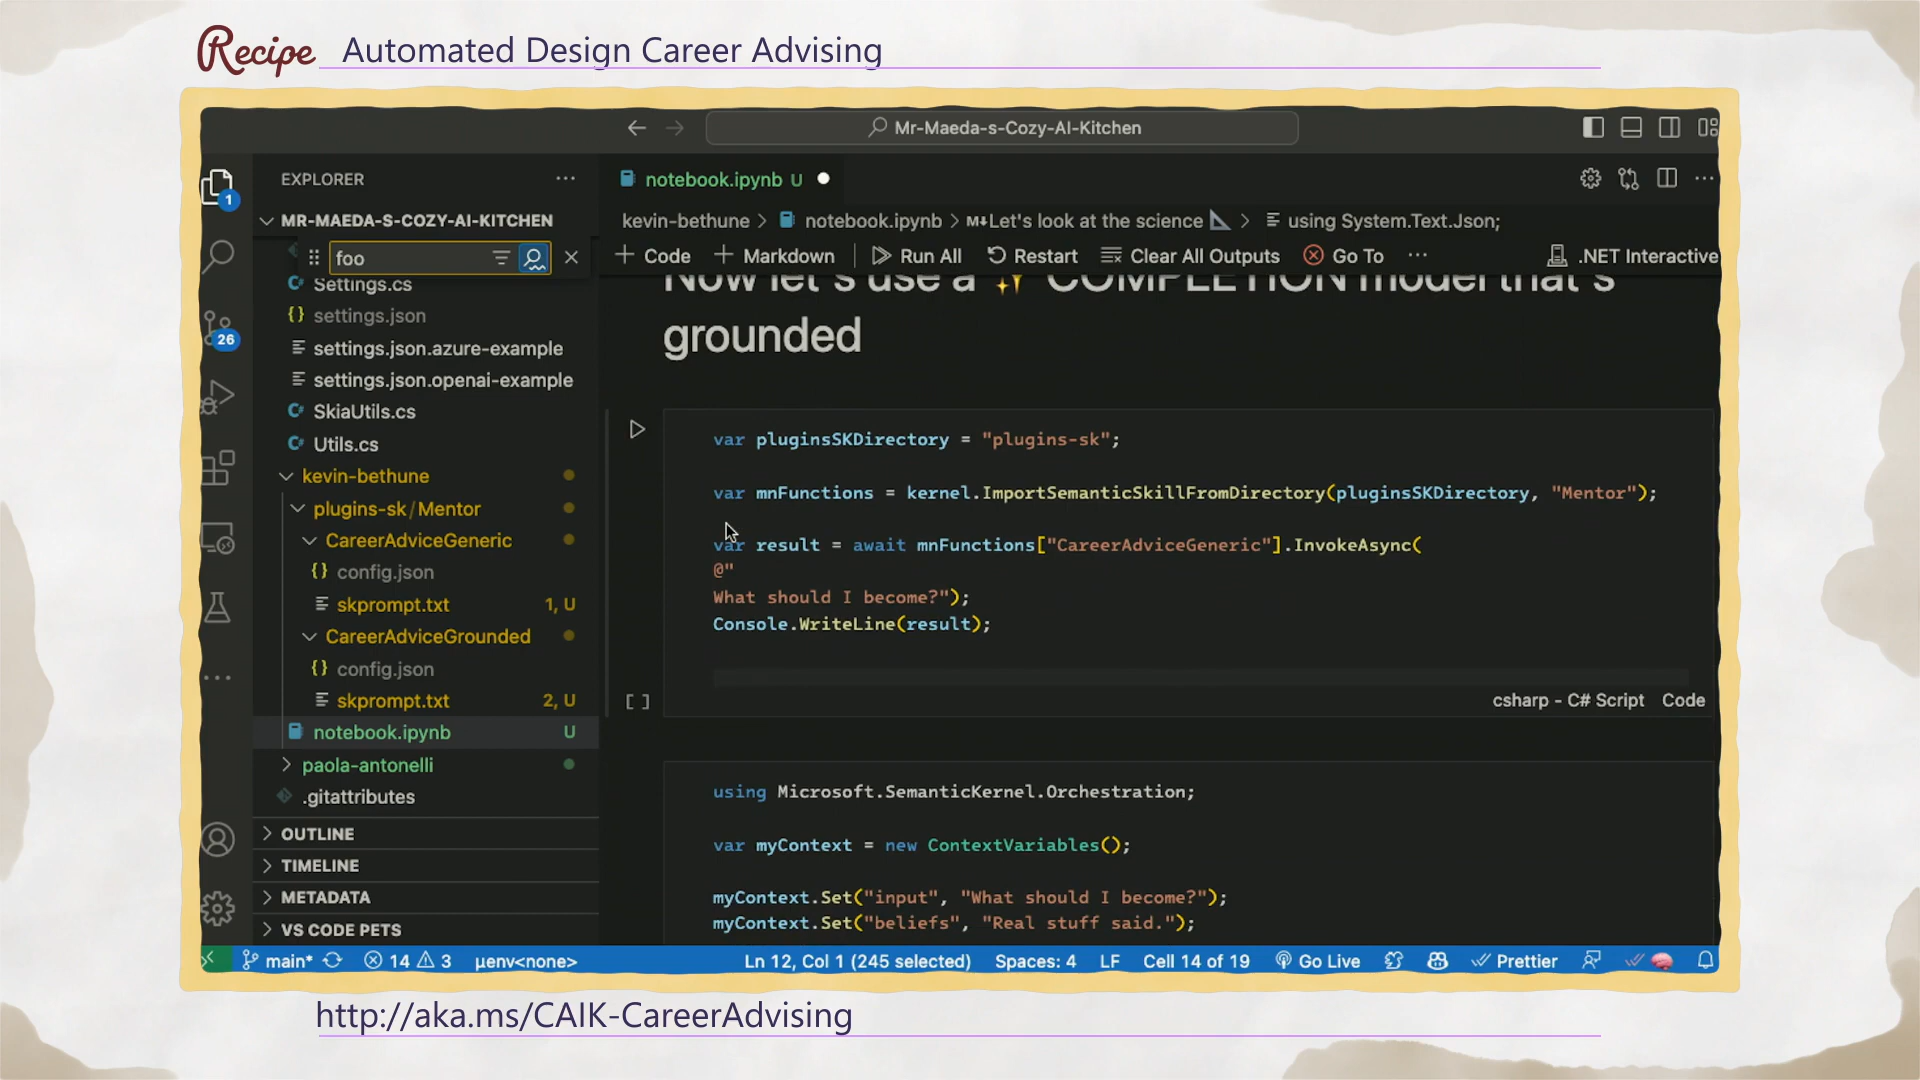 Recipe Automated Design Career Advising
Mr-Maeda-s-Cozy-AI-Kitchen
1
26
EXPLORER
MR-MAEDA-S-COZY-AI-KITCHEN
foo
Settings.cs
{} settings.json
settings.json.azure-example
settings.json.openai-example
C# SkiaUtils.cs
C# Utils.cs
kevin-bethune
plugins-sk/Mentor
CareerAdviceGeneric
{} config.json
skprompt.txt 1, U
CareerAdviceGrounded
{} config.json
skprompt.txt 2, U
notebook.ipynb U
paola-antonelli
.gitattributes
OUTLINE
TIMELINE
METADATA
VS CODE PETS
notebook.ipynb U
kevin-bethune > notebook.ipynb > M↓Let's look at the science > using System.Text.Json;
+ Code + Markdown Run All Restart Clear All Outputs Go To ... .NET Interactive
Now let's use a ✨ COMPLETION model that's
grounded
var pluginsSKDirectory = "plugins-sk";
var mnFunctions = kernel.ImportSemanticSkillFromDirectory(pluginsSKDirectory, "Mentor");
var result = await mnFunctions["CareerAdviceGeneric"].InvokeAsync(
@"
What should I become?");
Console.WriteLine(result);
[ ] csharp - C# Script Code
using Microsoft.SemanticKernel.Orchestration;
var myContext = new ContextVariables();
myContext.Set("input", "What should I become?");
myContext.Set("beliefs", "Real stuff said.");
main* 14 3 µenv<none> Ln 12, Col 1 (245 selected) Spaces: 4 LF Cell 14 of 19 Go Live Prettier
http://aka.ms/CAIK-CareerAdvising